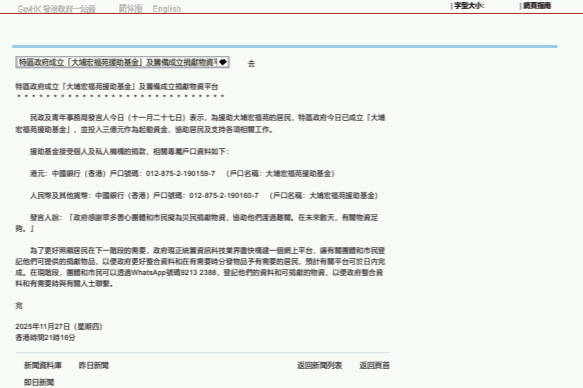 GovHK 香港政府一站通 簡体版 English |字型大小: |網頁指南
特區政府成立「大埔宏福苑援助基金」及籌備成立捐獻物資平 去
特區政府成立「大埔宏福苑援助基金」及籌備成立捐獻物資平台
****************************
民政及青年事務局發言人今日（十一月二十七日）表示，為援助大埔宏福苑的居民，特區政府今日已成立「大埔
宏福苑援助基金」，並投入三億元作為起動資金，協助居民及支持各項相關工作。
援助基金接受個人及私人機構的捐款，相關專屬戶口資料如下：
港元：中國銀行（香港）戶口號碼：012-875-2-190159-7 （戶口名稱：大埔宏福苑援助基金）
人民幣及其他貨幣：中國銀行（香港）戶口號碼：012-875-2-190160-7 （戶口名稱：大埔宏福苑援助基金）
發言人說：「政府感謝眾多善心團體和市民擬為災民捐獻物資，協助他們渡過難關。在未來數天，有關物資足
夠。」
為了更好照顧居民在下一階段的需要，政府現正統籌資訊科技業界盡快構建一個網上平台，讓有關團體和市民登
記他們可提供的捐獻物品，以便政府更好整合資料和在有需要時分發物品予有需要的居民。預計有關平台可於日內完
成。在現階段，團體和市民可以透過WhatsApp號碼9213 2388，登記他們的資料和可捐獻的物資，以便政府整合資
料和有需要時與有關人士聯繫。
完
2025年11月27日（星期四）
香港時間21時16分
新聞資料庫 昨日新聞 返回新聞列表 返回頁首
即日新聞